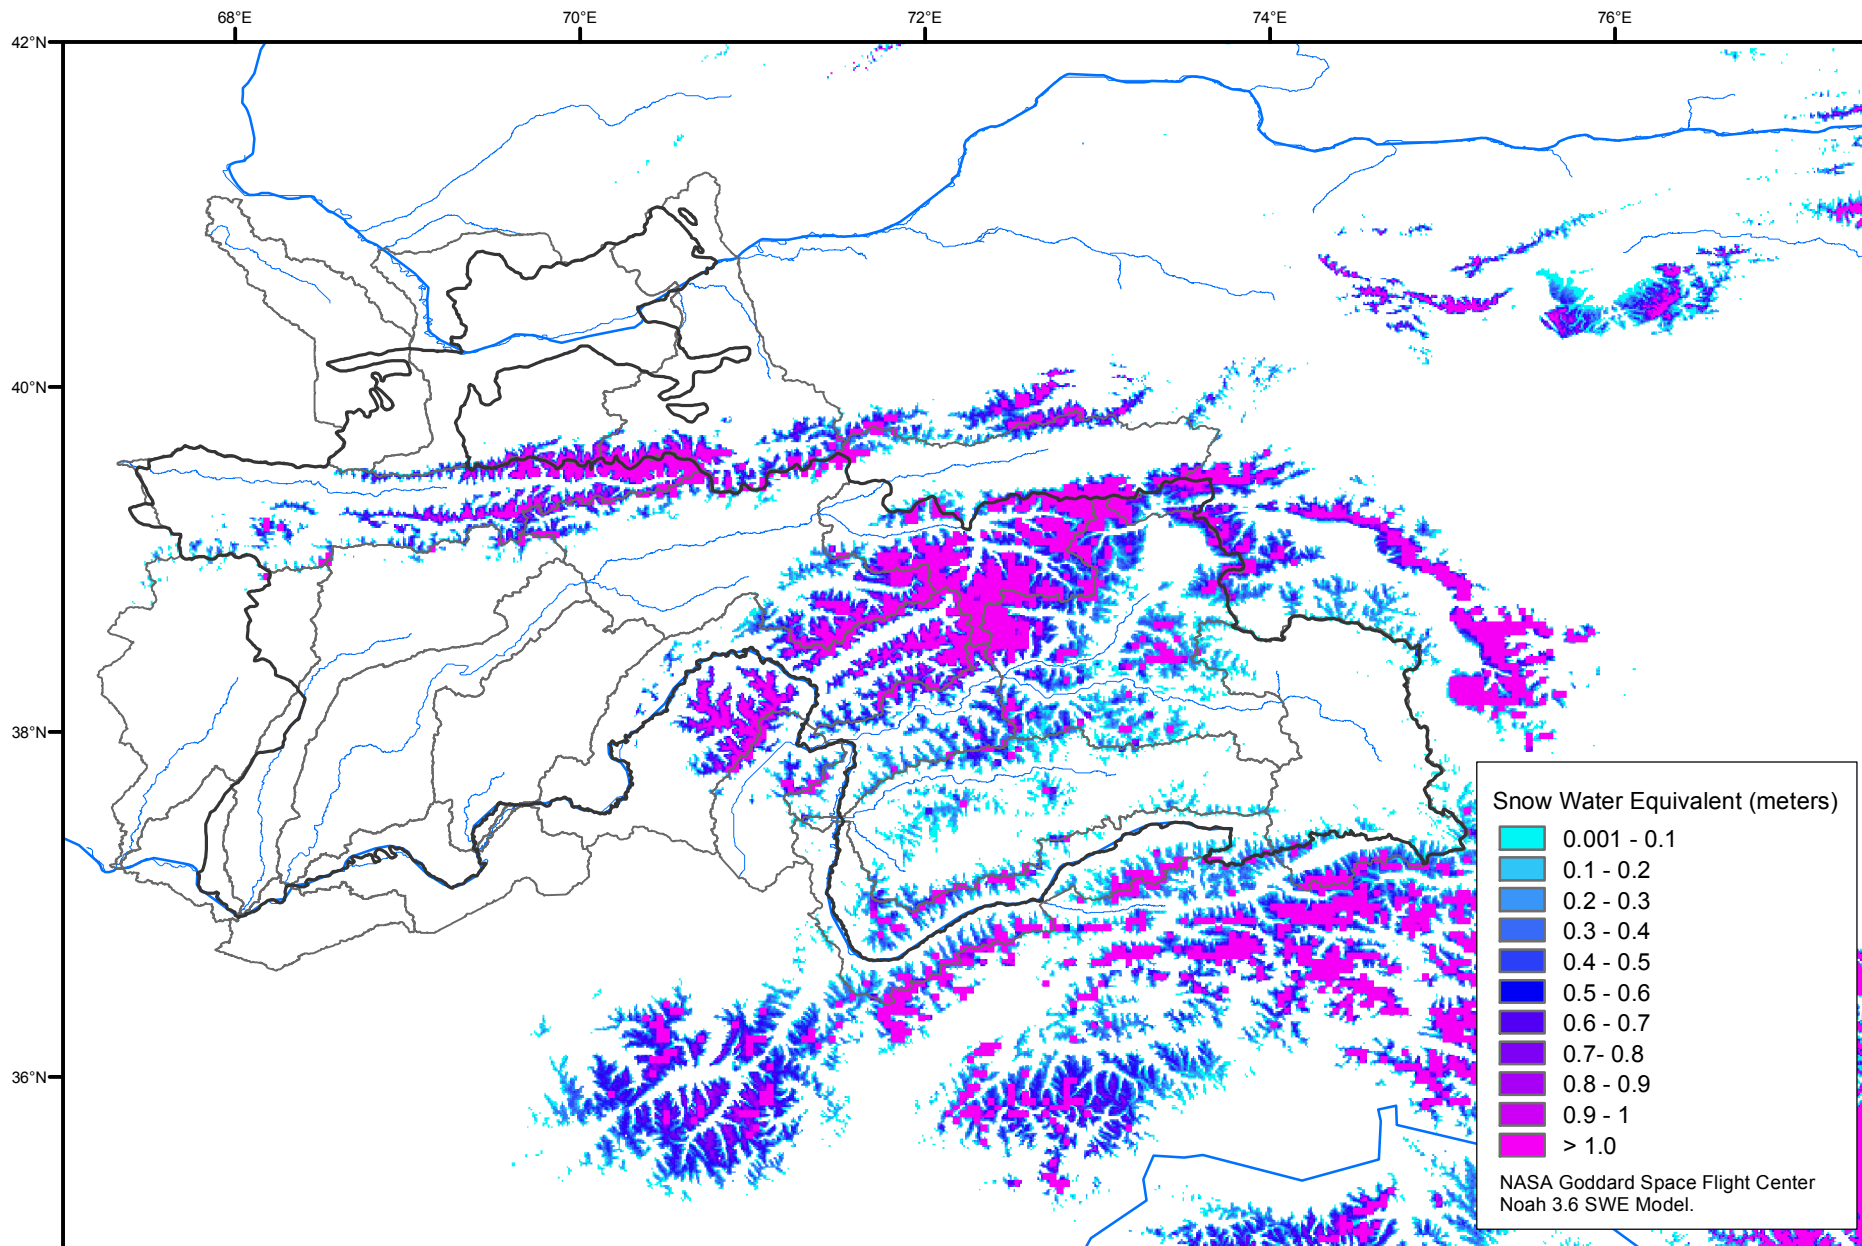 68°E
70°E
72°E
74°E
76°E
42°N
40°N
38°N
36°N
Snow Water Equivalent (meters)
0.001 - 0.1
0.1 - 0.2
0.2 - 0.3
0.3 - 0.4
0.4 - 0.5
0.5 - 0.6
0.6 - 0.7
0.7- 0.8
0.8 - 0.9
0.9 - 1
> 1.0
NASA Goddard Space Flight Center
Noah 3.6 SWE Model.